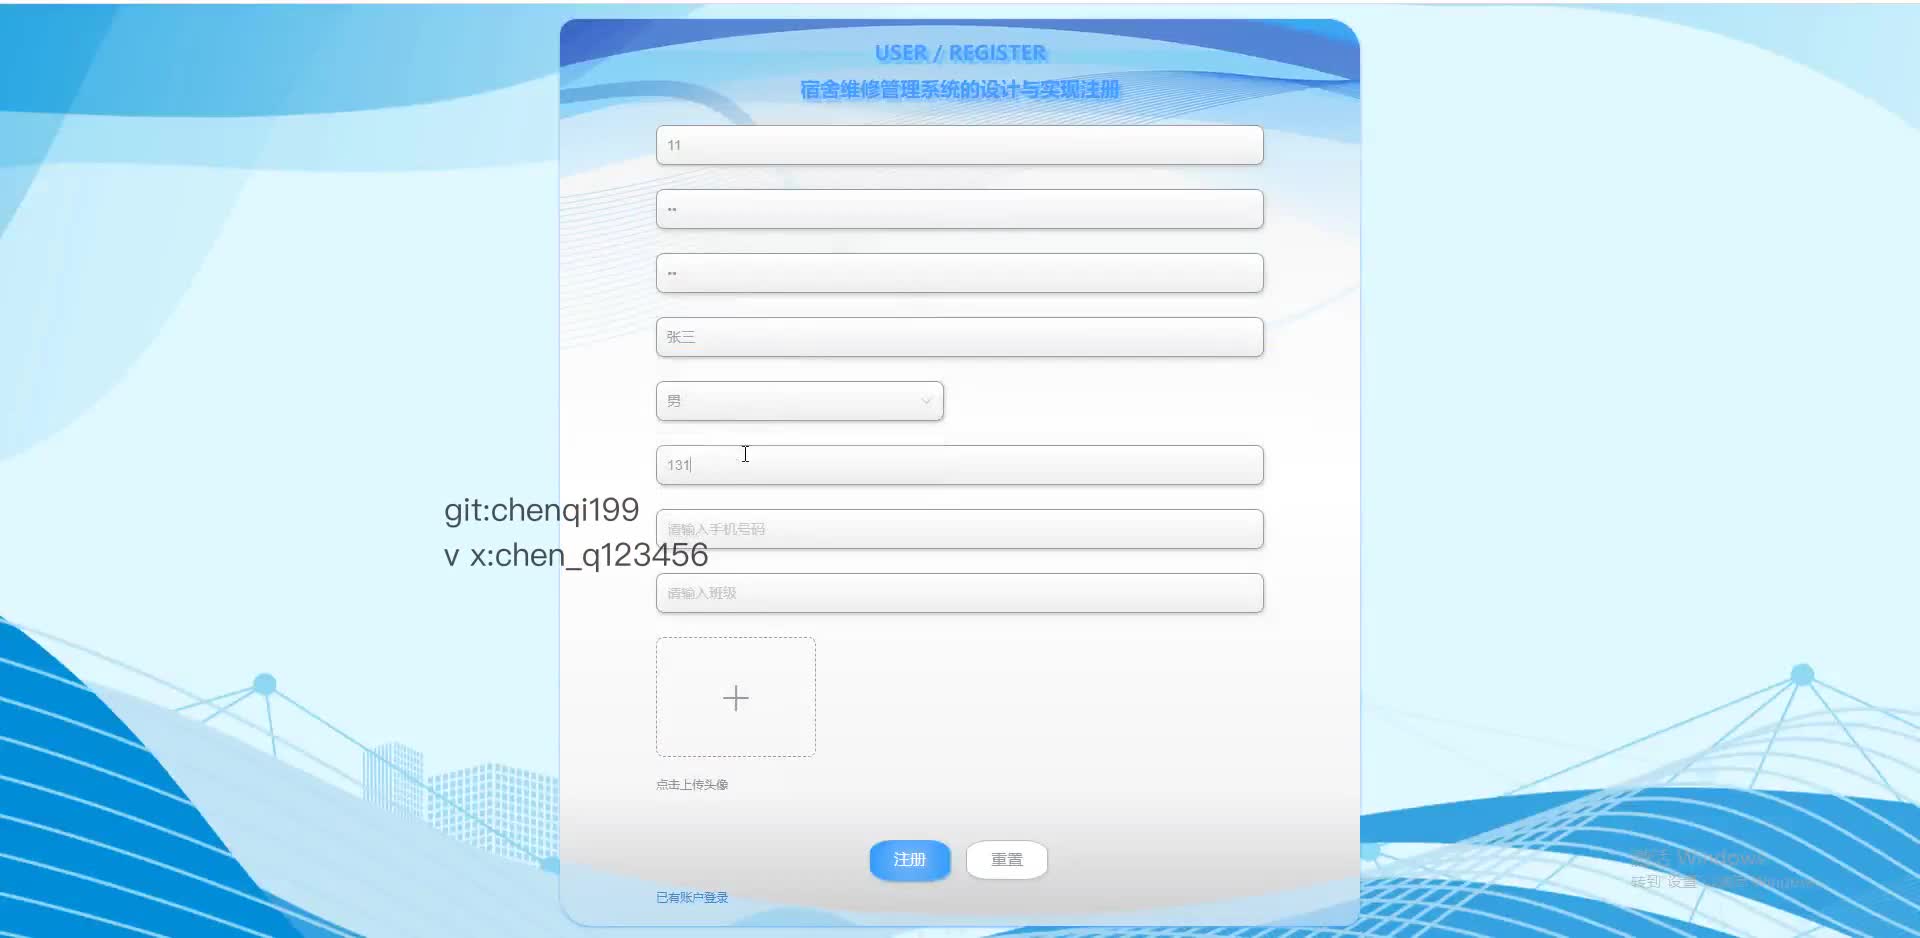 USER / REGISTER
宿舍维修管理系统的设计与实现注册
11
••
••
张三
男
131
git:chenqi199
请输入手机号码
v x:chen_q123456
请输入班级
点击上传头像
注册 重置
已有账户登录
激活 Windows
转到"设置"以激活 Windows